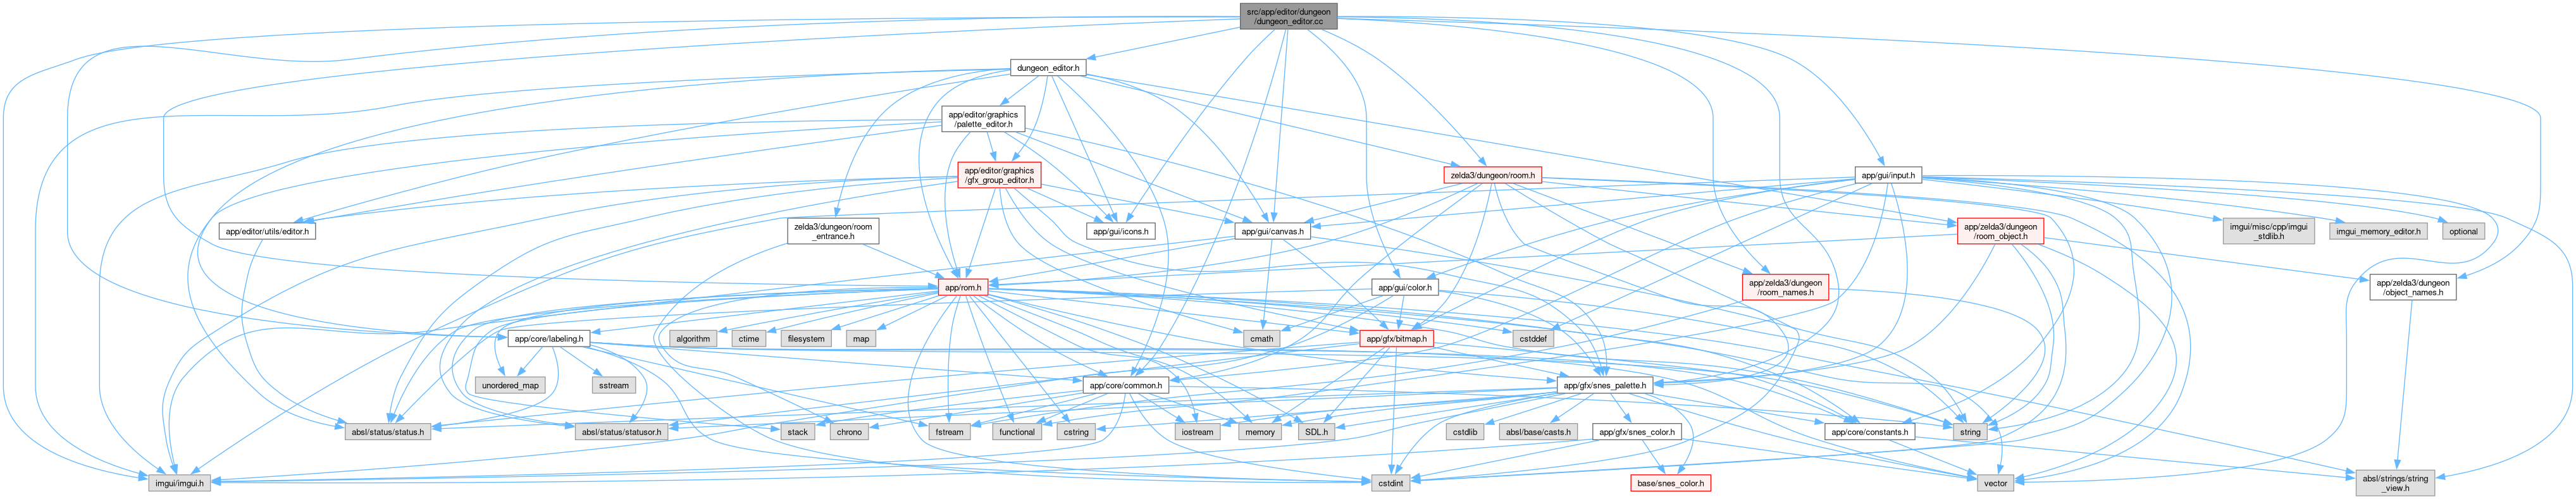 src/app/editor/dungeon
/dungeon_editor.cc
dungeon_editor.h
app/editor/graphics
/palette_editor.h
app/editor/graphics
/gfx_group_editor.h
zelda3/dungeon/room.h
app/gui/input.h
app/editor/utils/editor.h
zelda3/dungeon/room
_entrance.h
app/gui/icons.h
app/gui/canvas.h
app/zelda3/dungeon
/room_object.h
imgui/misc/cpp/imgui
_stdlib.h
imgui_memory_editor.h
optional
app/rom.h
app/gui/color.h
app/zelda3/dungeon
/room_names.h
app/zelda3/dungeon
/object_names.h
app/core/labeling.h
algorithm
ctime
filesystem
map
cmath
app/gfx/bitmap.h
cstddef
unordered_map
sstream
app/core/common.h
app/gfx/snes_palette.h
absl/status/status.h
absl/status/statusor.h
stack
chrono
fstream
functional
cstring
iostream
memory
SDL.h
cstdlib
absl/base/casts.h
app/gfx/snes_color.h
app/core/constants.h
string
imgui/imgui.h
cstdint
base/snes_color.h
vector
absl/strings/string
_view.h